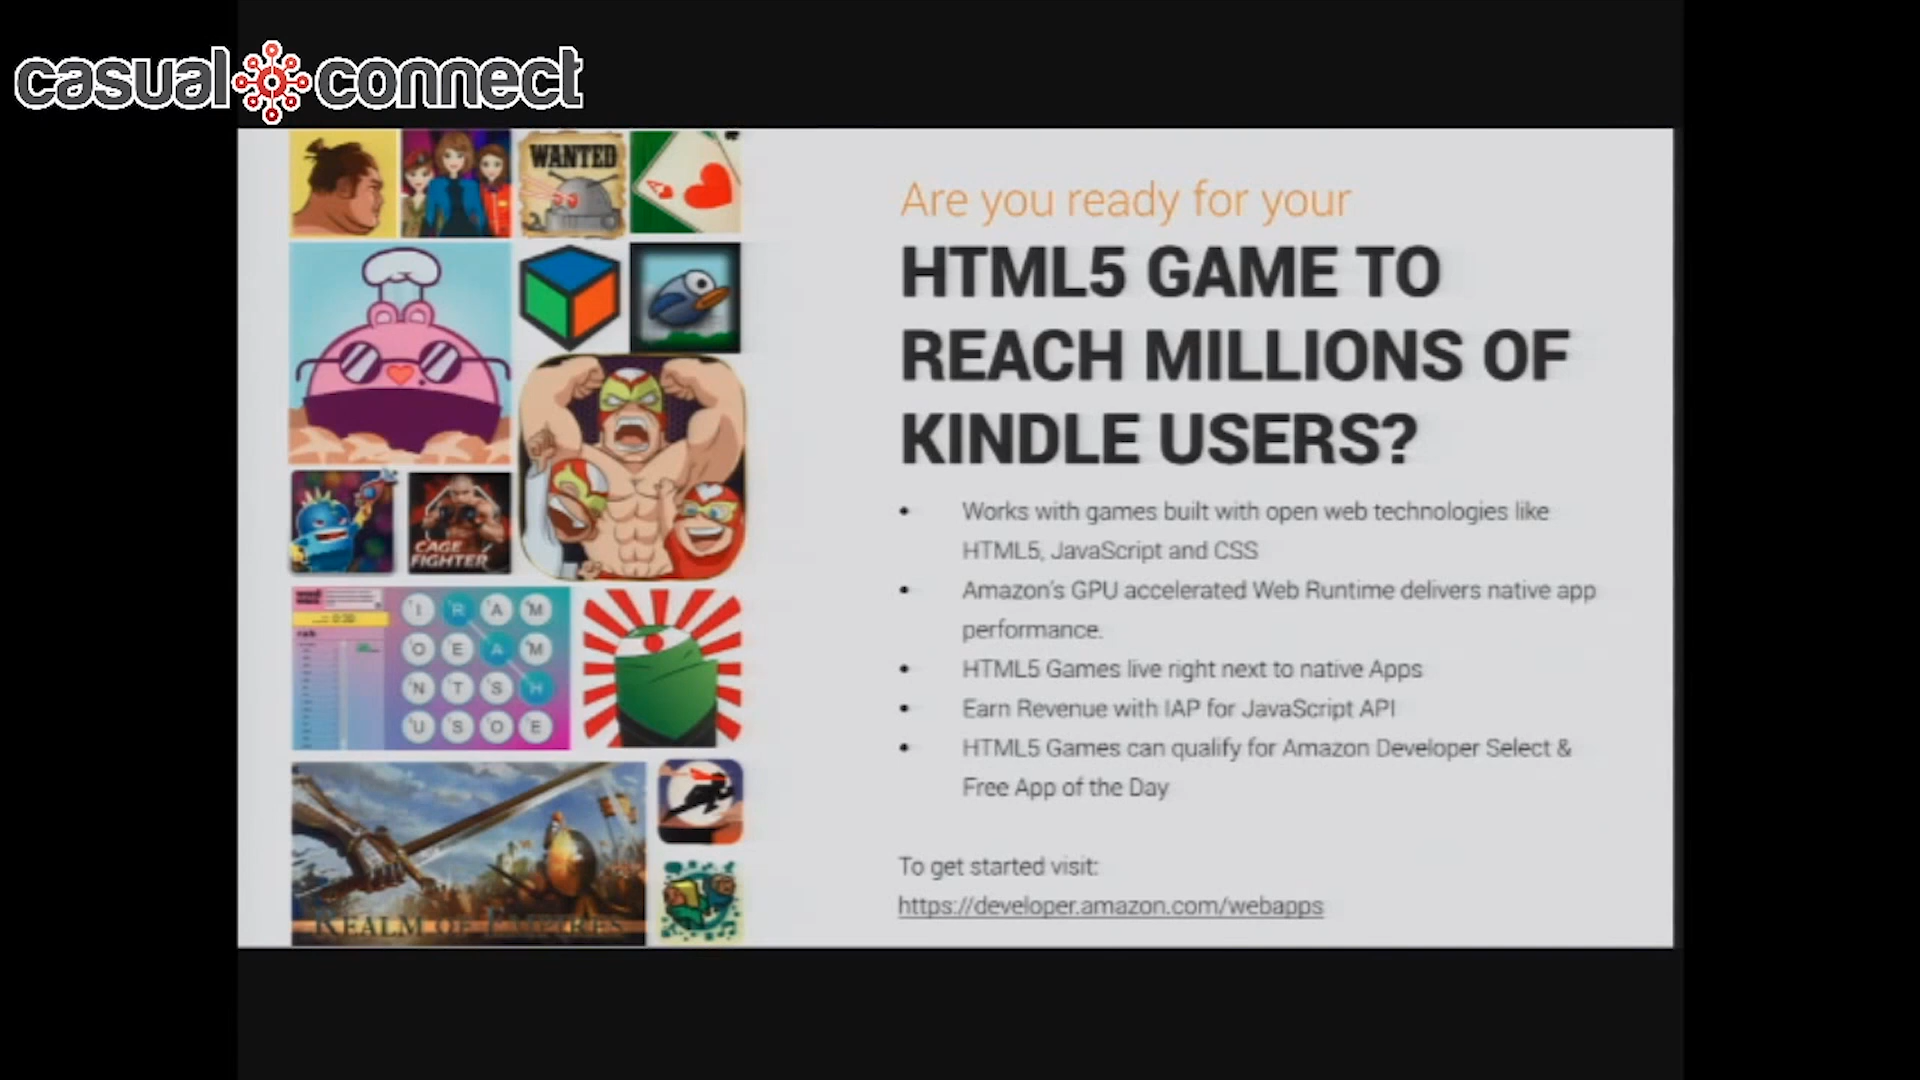 casual connect
WANTED
A
Are you ready for your
HTML5 GAME TO
REACH MILLIONS OF
KINDLE USERS?
• Works with games built with open web technologies like
HTML5, JavaScript and CSS
• Amazon's GPU accelerated Web Runtime delivers native app
performance.
• HTML5 Games live right next to native Apps
• Earn Revenue with IAP for JavaScript API
• HTML5 Games can qualify for Amazon Developer Select &
Free App of the Day
To get started visit:
https://developer.amazon.com/webapps
CAGE
FIGHTER
I R A M
O E A M
N T S H
U S O E
REALM OF EMPIRES